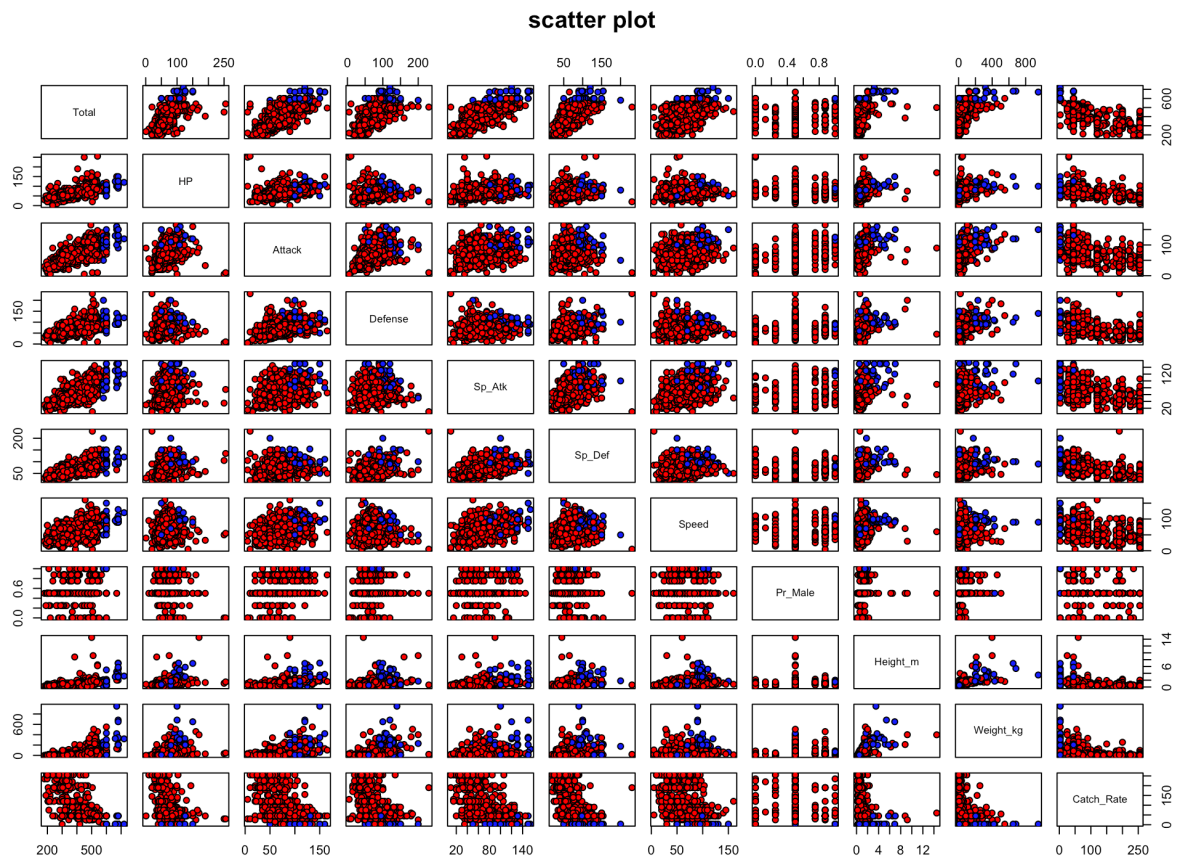 scatter plot
0 100 250
0 100 200
50 150
0.0 0.4 0.8
0 400 800
Total
200 600
0 150
HP
Attack
0 100
0 150
Defense
Sp_Atk
20 120
50 200
Sp_Def
Speed
0 100
0.0 0.6
Pr_Male
Height_m
0 6 14
0 600
Weight_kg
Catch_Rate
0 150
200 500
0 50 150
20 80 140
0 50 150
0 4 8 12
0 100 250